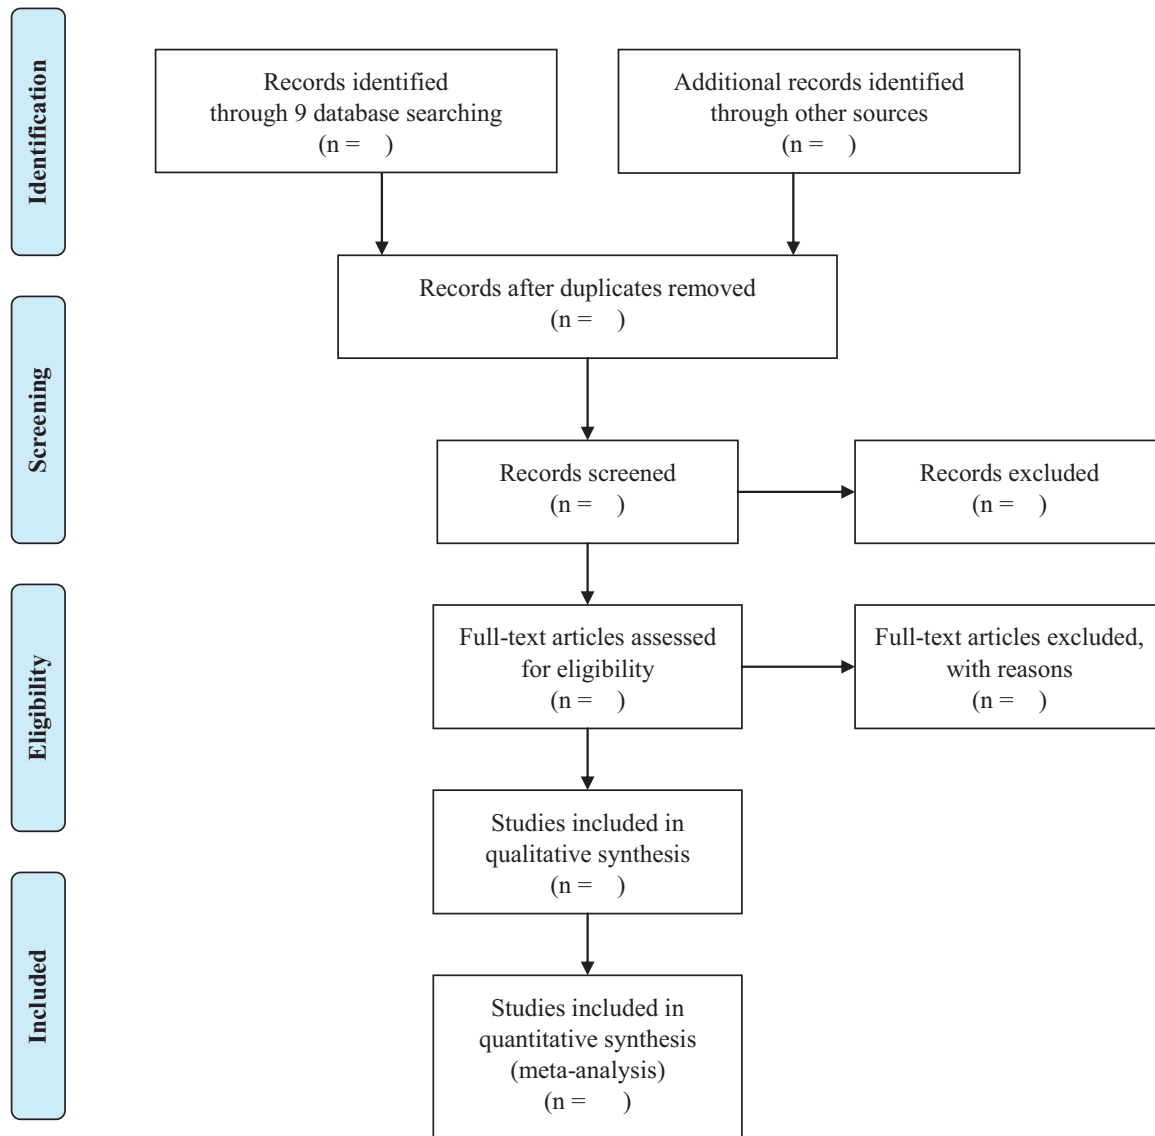 Identification
Records identified
through 9 database searching
(n =    )
Additional records identified
through other sources
(n =    )
Records after duplicates removed
(n =    )
Screening
Records screened
(n =    )
Records excluded
(n =    )
Eligibility
Full-text articles assessed
for eligibility
(n =    )
Full-text articles excluded,
with reasons
(n =    )
Studies included in
qualitative synthesis
(n =    )
Included
Studies included in
quantitative synthesis
(meta-analysis)
(n =    )